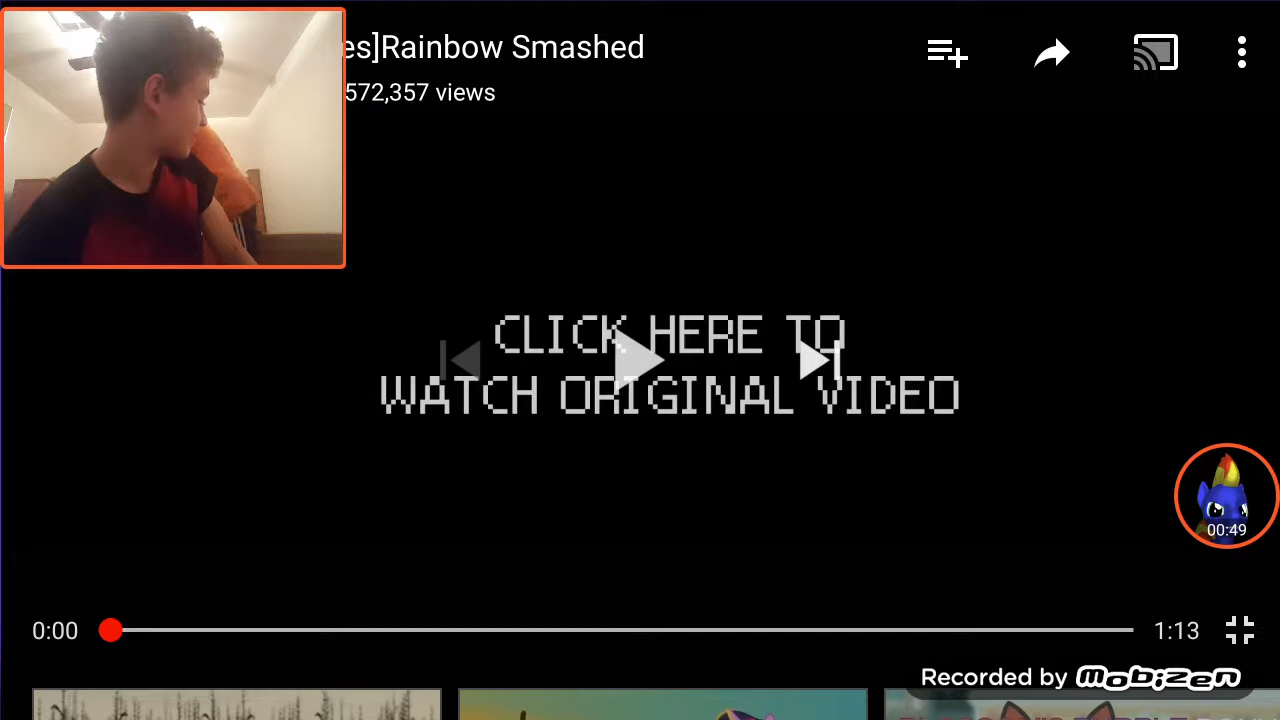 es]Rainbow Smashed
572,357 views
CLICK HERE TO
WATCH ORIGINAL VIDEO
00:49
0:00
1:13
Recorded by mobizen